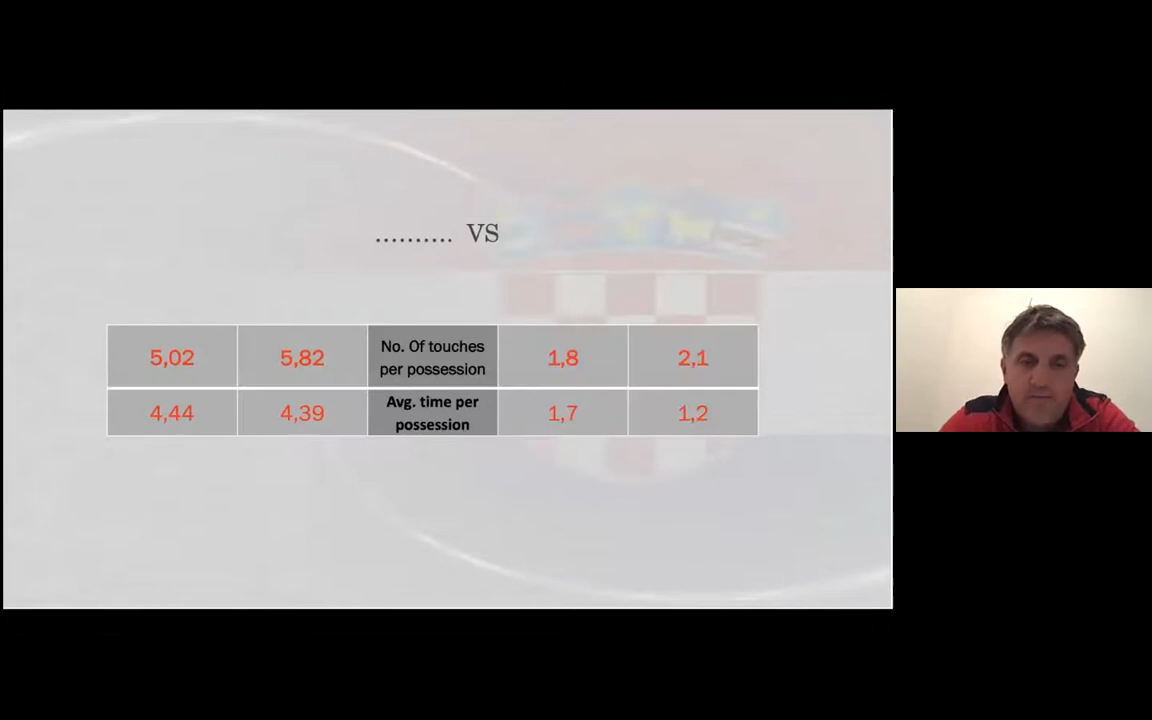 .......... VS
5,02 5,82 No. Of touches per possession 1,8 2,1
4,44 4,39 Avg. time per possession 1,7 1,2